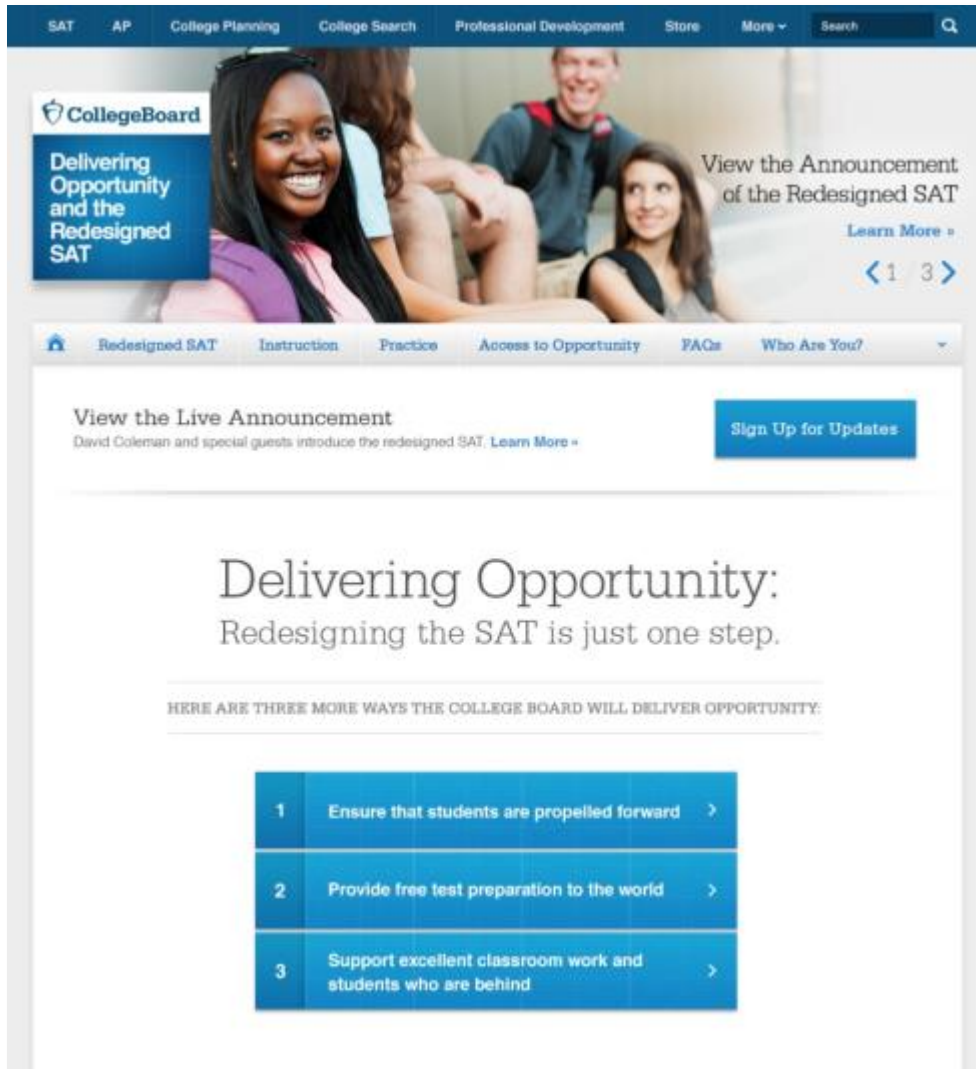 SAT AP College Planning College Search Professional Development Store More Search
CollegeBoard
Delivering
Opportunity
and the
Redesigned
SAT
View the Announcement
of the Redesigned SAT
Learn More »
1 3
Redesigned SAT Instruction Practice Access to Opportunity FAQs Who Are You?
View the Live Announcement
David Coleman and special guests introduce the redesigned SAT. Learn More »
Sign Up for Updates
Delivering Opportunity:
Redesigning the SAT is just one step.
HERE ARE THREE MORE WAYS THE COLLEGE BOARD WILL DELIVER OPPORTUNITY:
1 Ensure that students are propelled forward
2 Provide free test preparation to the world
3 Support excellent classroom work and
students who are behind